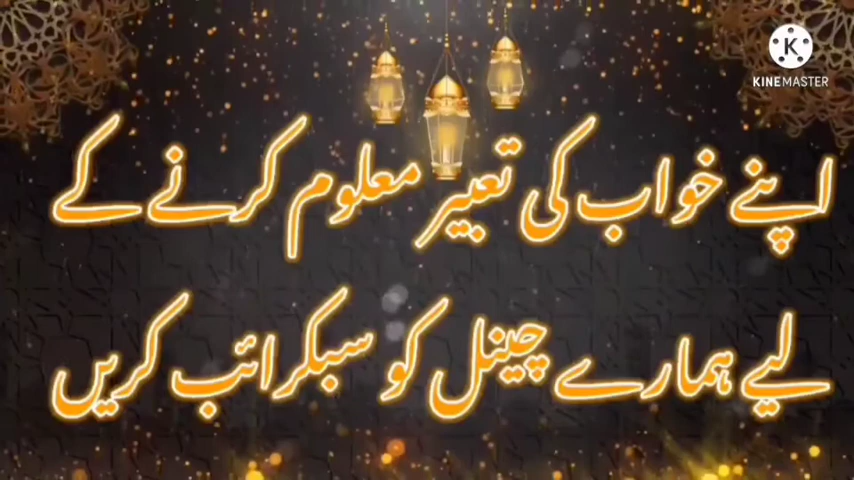 KINEMASTER
اپنے خواب کی تعبیر معلوم کرنے کے
لیے ہمارے چینل کو سبکرائب کریں